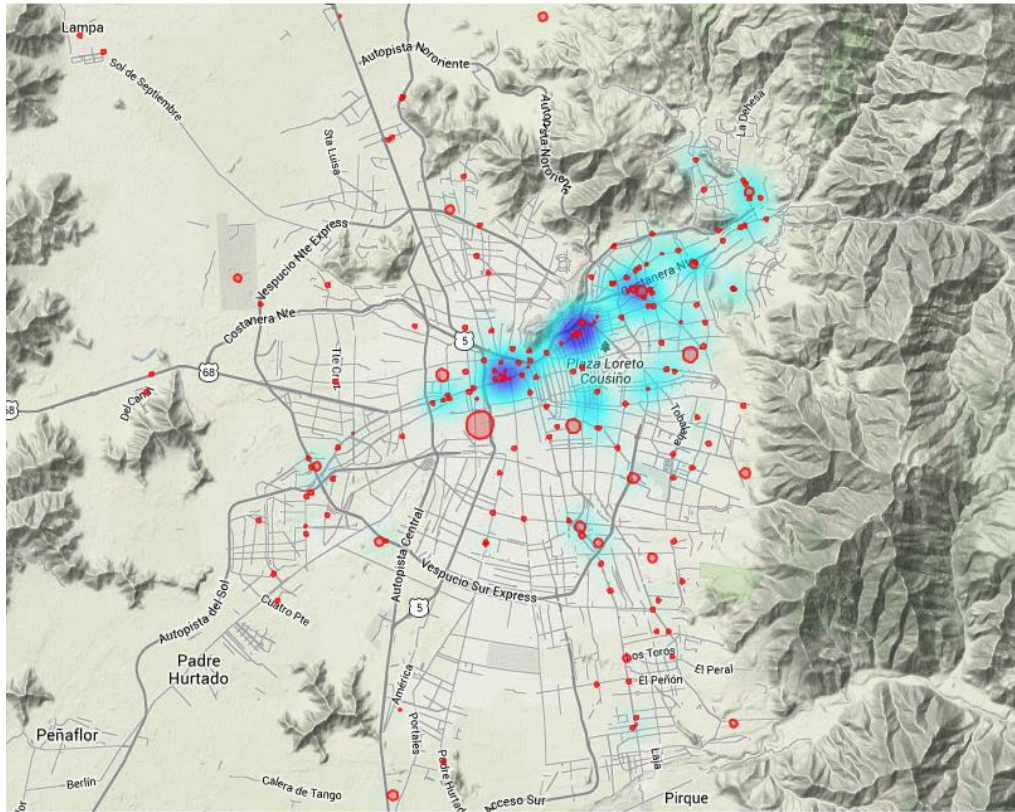 Lampa
Autopista Nororiente
Sol de Septiembre
Sta Luisa
Autopista Nororiente
La Dehesa
Vespucio Nte Express
Costanera Nte
Costanera Nte
5
68
68
Tte Cruz
Del Canal
Plaza Loreto
Cousiño
Tobalaba
Autopista Central
Vespucio Sur Express
5
Autopista del Sol
Cuatro Pte
Padre
Hurtado
Los Toros
El Peral
El Peñón
América
Portales
Peñaflor
Berlín
Calera de Tango
Padre Hurtado
Acceso Sur
Laja
Pirque